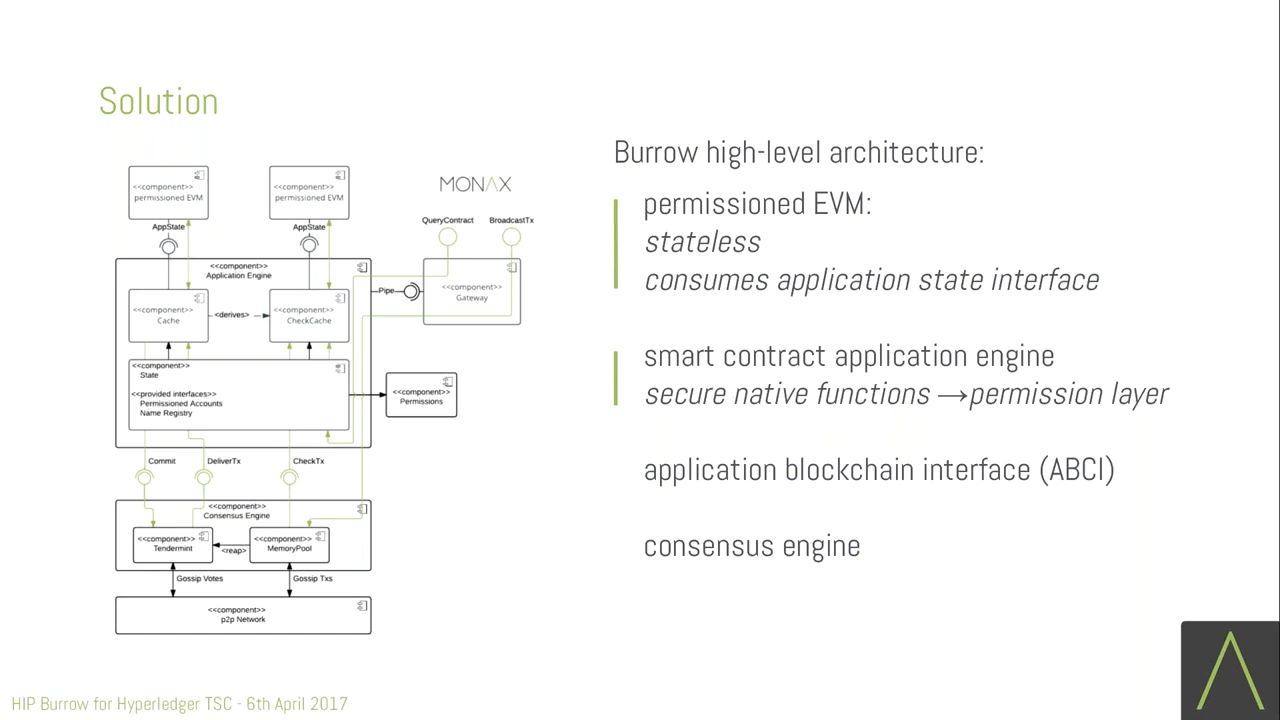 Solution
<<component>>
permissioned EVM
<<component>>
permissioned EVM
MONAX
AppState
AppState
QueryContract
BroadcastTx
<<component>>
Application Engine
<<component>>
Cache
<derives>
<<component>>
CheckCache
Pipe
<<component>>
Gateway
<<component>>
State
<<provided interfaces>>
Permissioned Accounts
Name Registry
<<component>>
Permissions
Commit
DeliverTx
CheckTx
<<component>>
Consensus Engine
<<component>>
Tendermint
<reap>
<<component>>
MemoryPool
Gossip Votes
Gossip Txs
<<component>>
p2p Network
Burrow high-level architecture:
permissioned EVM:
stateless
consumes application state interface
smart contract application engine
secure native functions →permission layer
application blockchain interface (ABCI)
consensus engine
HIP Burrow for Hyperledger TSC - 6th April 2017